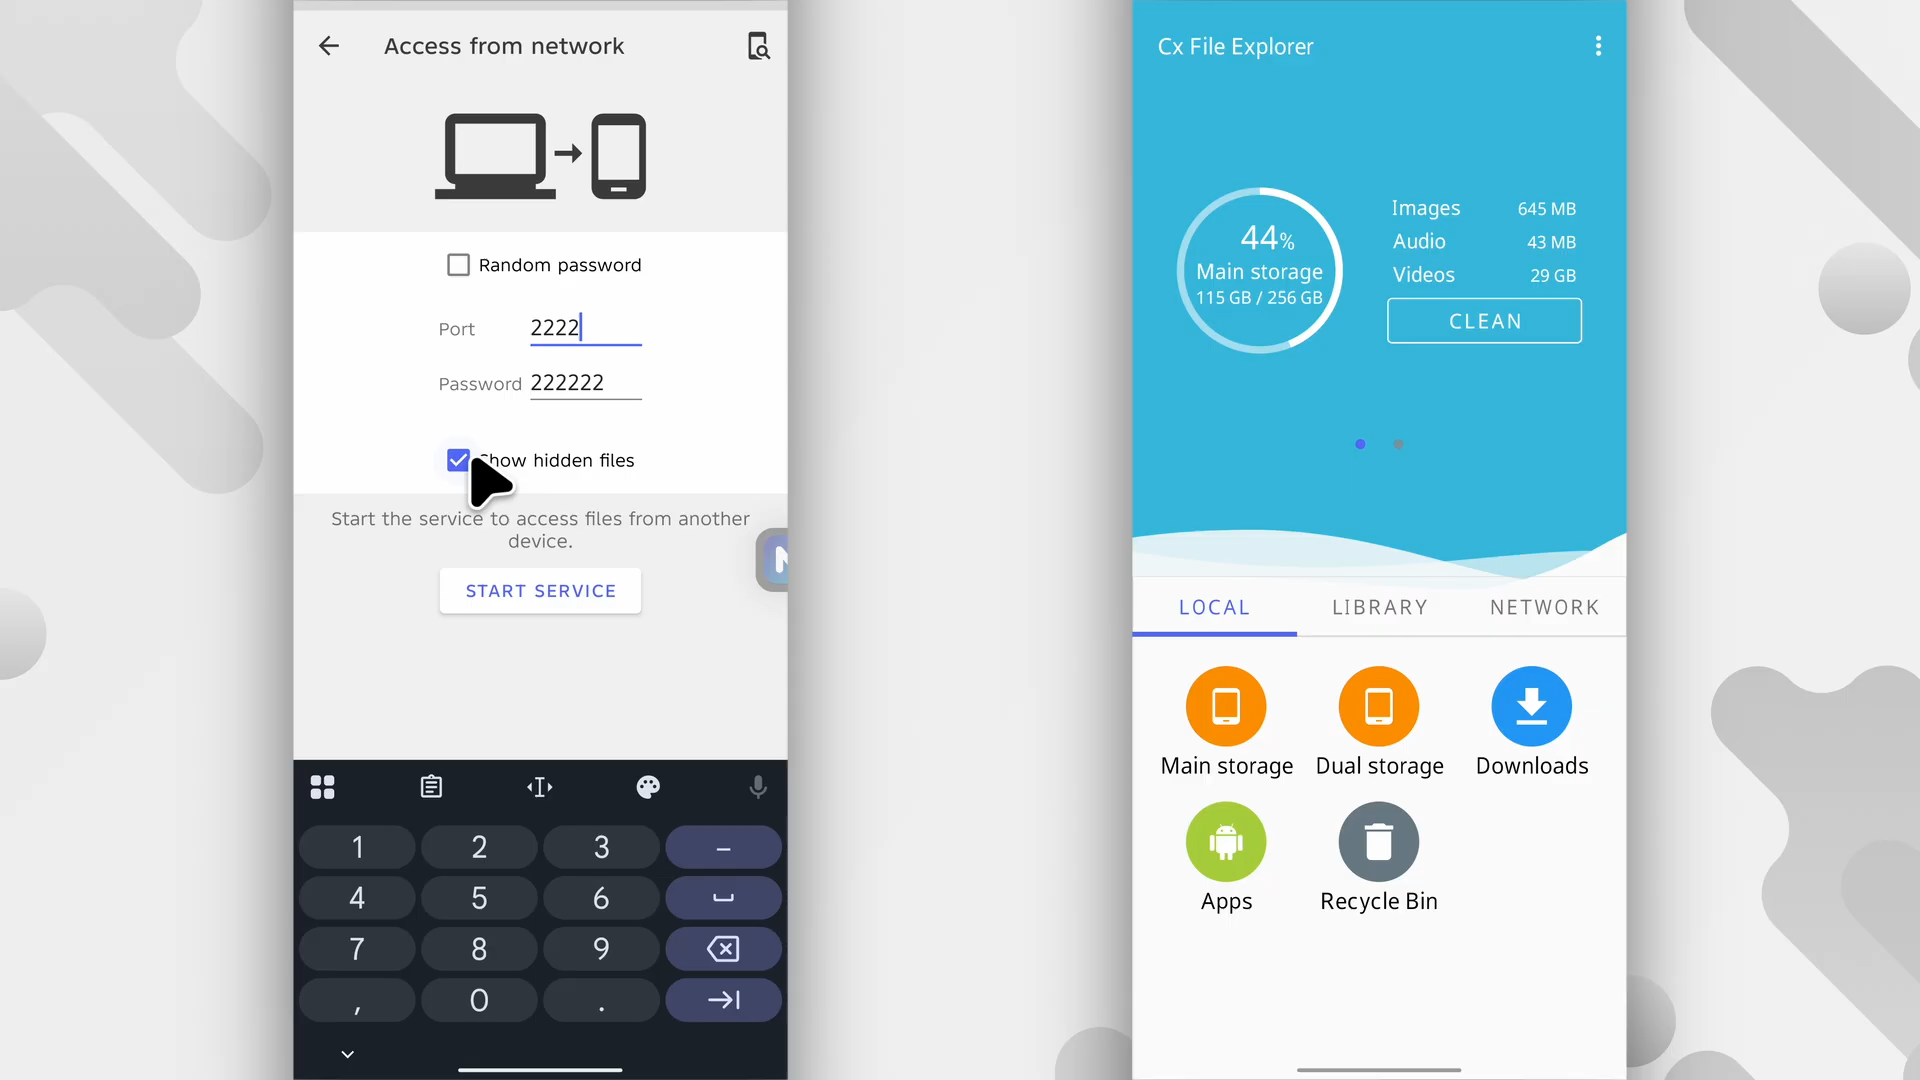 Access from network
Random password
Port 2222
Password 222222
Show hidden files
Start the service to access files from another
device.
START SERVICE
1 2 3 –
4 5 6
7 8 9
, 0 .
Cx File Explorer
44%
Main storage
115 GB / 256 GB
Images 645 MB
Audio 43 MB
Videos 29 GB
CLEAN
LOCAL LIBRARY NETWORK
Main storage Dual storage Downloads
Apps Recycle Bin